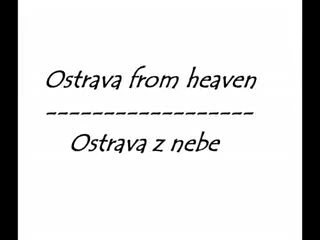 Ostrava from heaven
------------------
Ostrava z nebe